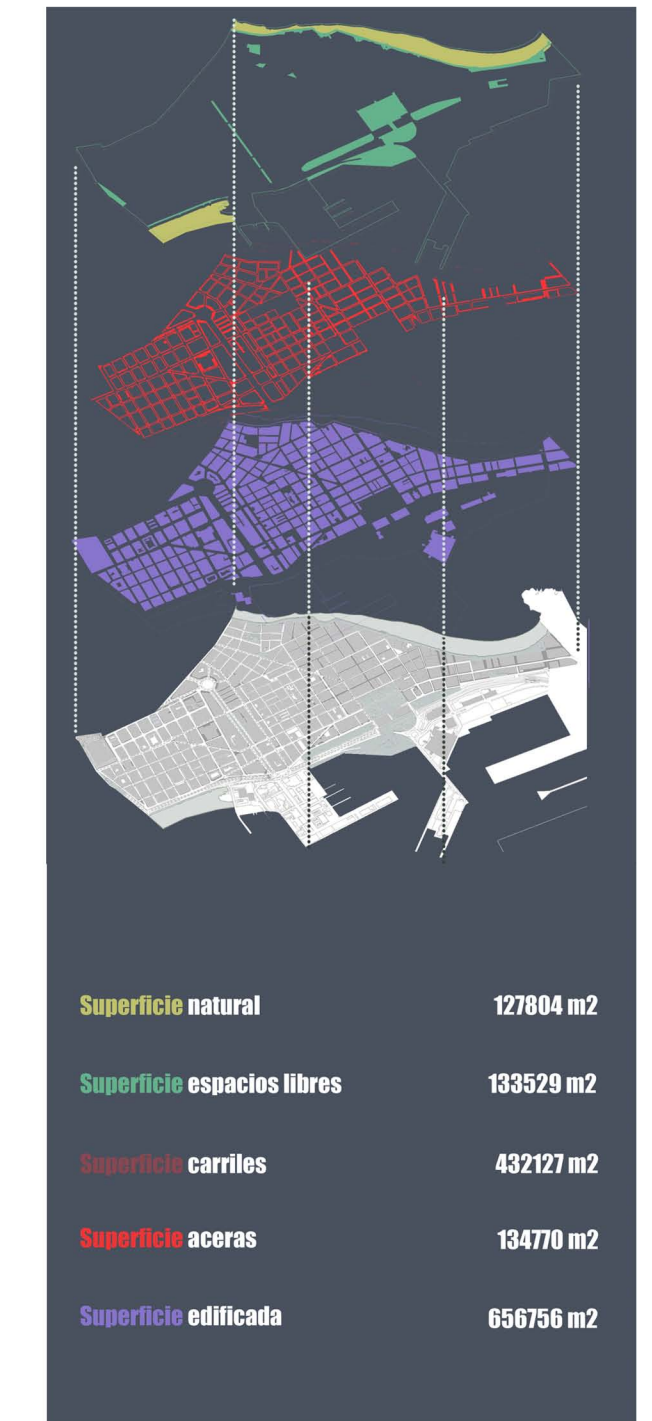 Superficie natural 127804 m2
Superficie espacios libres 133529 m2
Superficie carriles 432127 m2
Superficie aceras 134770 m2
Superficie edificada 656756 m2